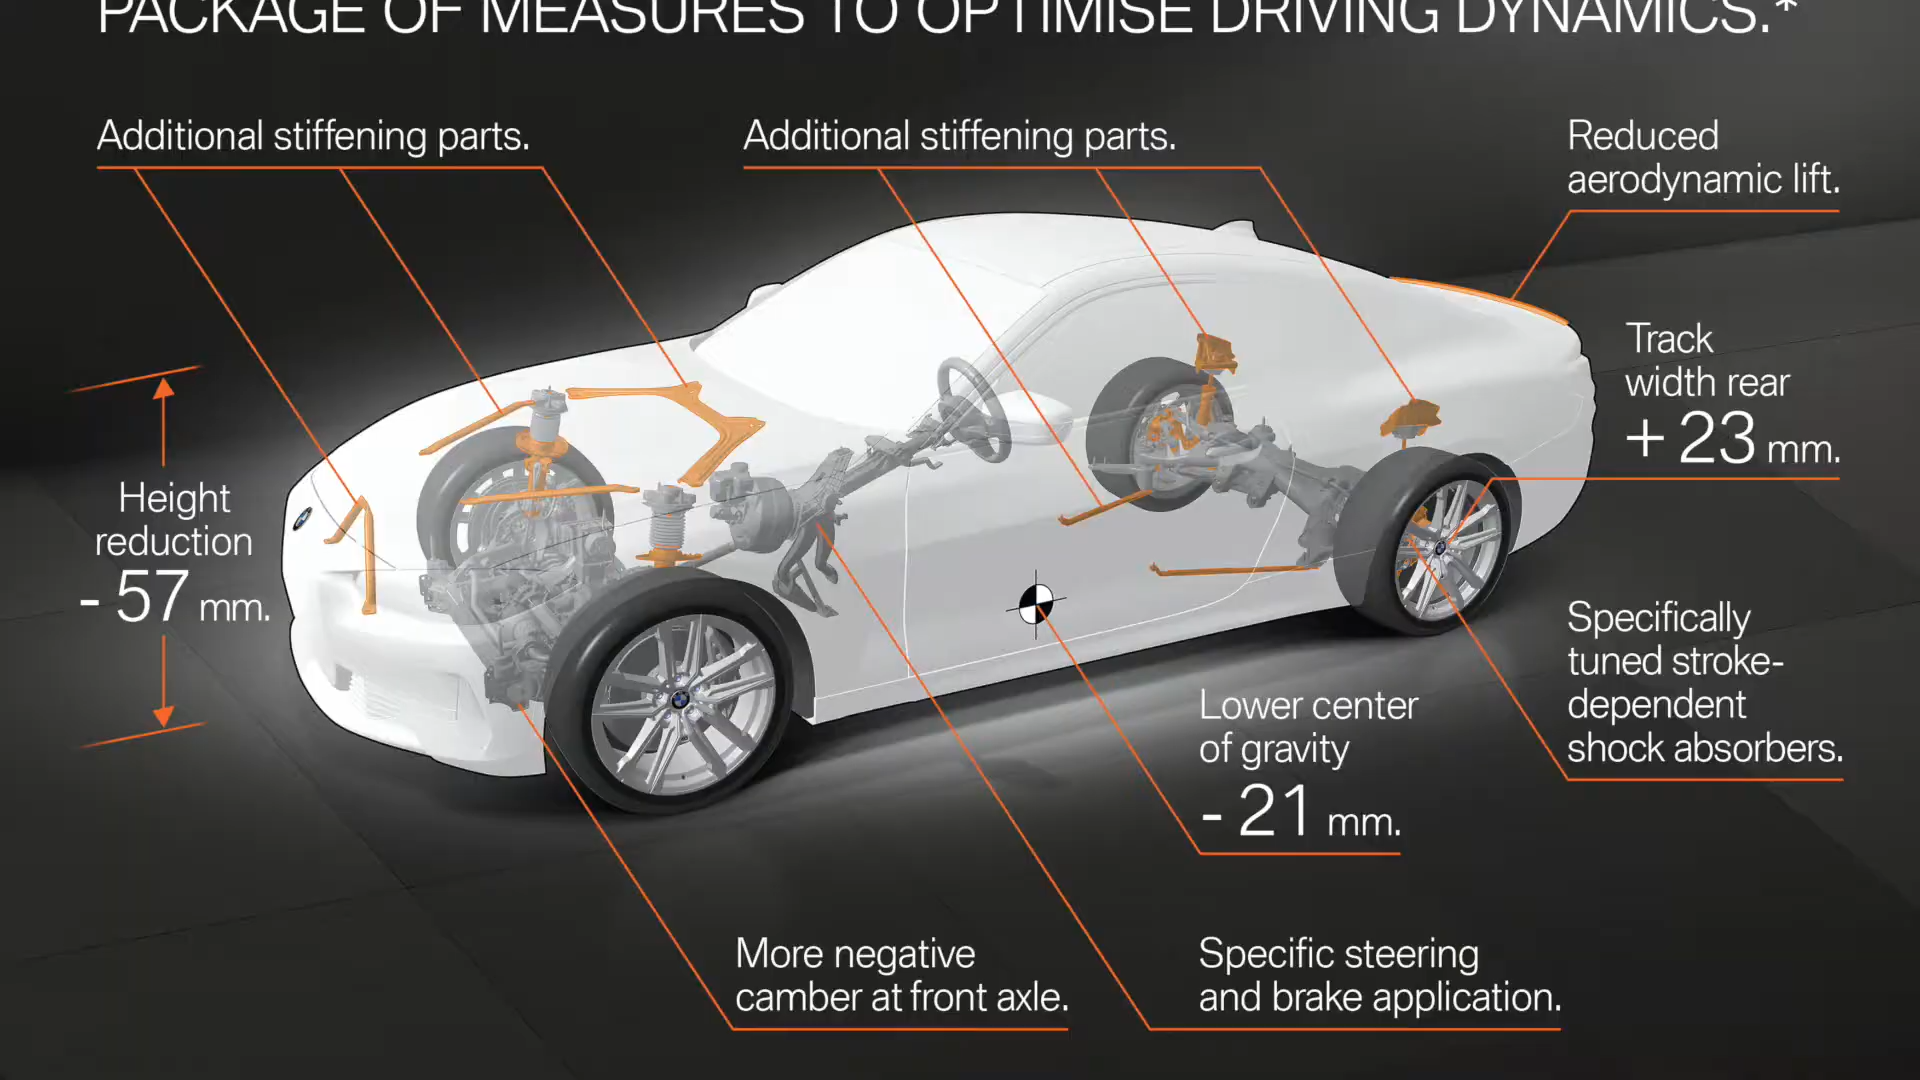 PACKAGE OF MEASURES TO OPTIMISE DRIVING DYNAMICS.*
Additional stiffening parts.
Additional stiffening parts.
Reduced
aerodynamic lift.
Track
width rear
+ 23 mm.
Height
reduction
- 57 mm.
Specifically
tuned stroke-
dependent
shock absorbers.
Lower center
of gravity
- 21 mm.
More negative
camber at front axle.
Specific steering
and brake application.